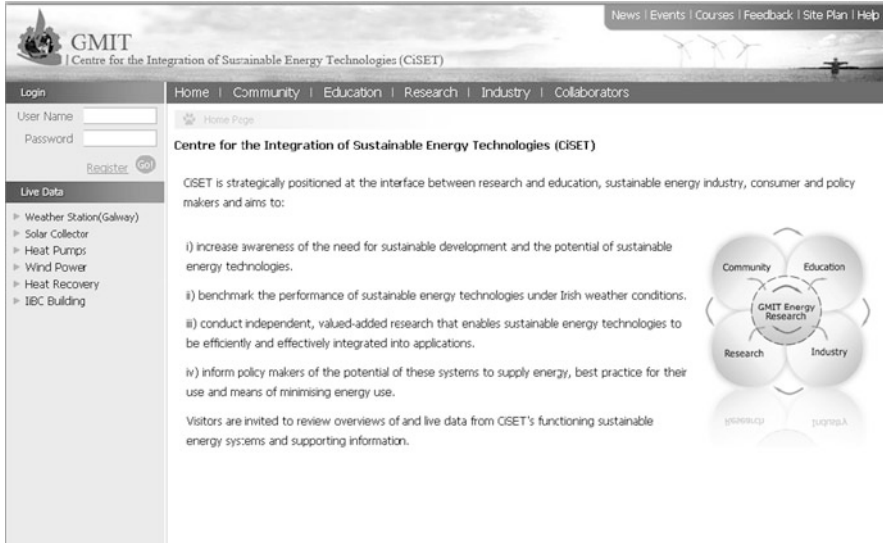 News | Events | Courses | Feedback | Site Plan | Help
GMIT
Centre for the Integration of Sustainable Energy Technologies (CiSET)
Login
Home | Community | Education | Research | Industry | Collaborators
User Name
Password
Register Go!
Home Page
Centre for the Integration of Sustainable Energy Technologies (CiSET)
CiSET is strategically positioned at the interface between research and education, sustainable energy industry, consumer and policy
makers and aims to:
Live Data
Weather Station(Galway)
Solar Collector
Heat Pumps
Wind Power
Heat Recovery
IiBC Building
i) increase awareness of the need for sustainable development and the potential of sustainable
energy technologies.
ii) benchmark the performance of sustainable energy technologies under Irish weather conditions.
iii) conduct independent, valued-added research that enables sustainable energy technologies to
be efficiently and effectively integrated into applications.
iv) inform policy makers of the potential of these systems to supply energy, best practice for their
use and means of minimising energy use.
Visitors are invited to review overviews of and live data from CiSET's functioning sustainable
energy systems and supporting information.
Community
Education
GMIT Energy
Research
Research
Industry
Research
Industry